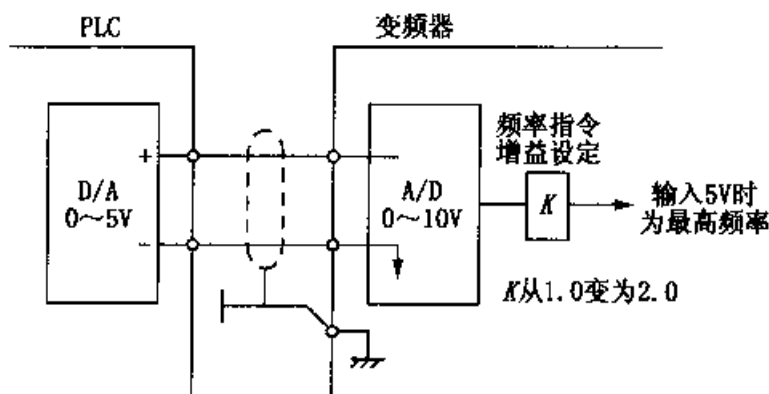 PLC
变频器
+
D/A
0～5V
−
A/D
0～10V
频率指令
增益设定
K
输入5V时
为最高频率
K从1.0变为2.0